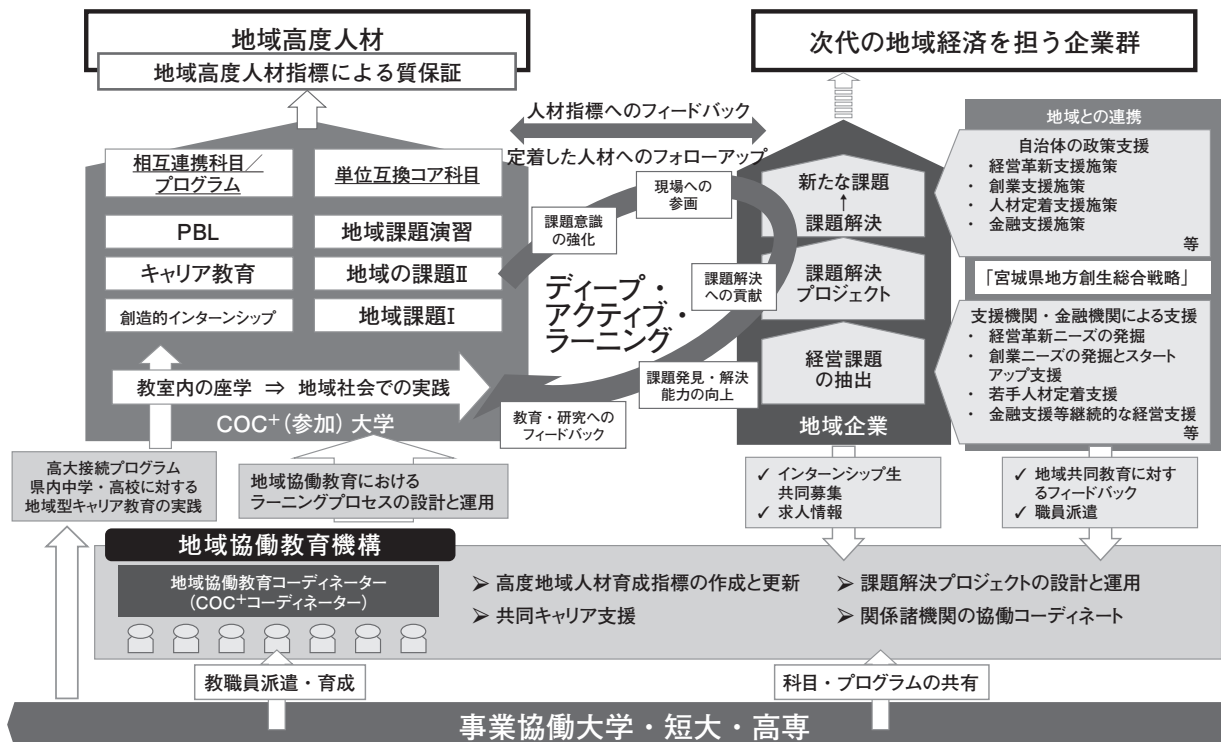 地域高度人材
地域高度人材指標による質保証
次代の地域経済を担う企業群
人材指標へのフィードバック
定着した人材へのフォローアップ
相互連携科目／
プログラム
単位互換コア科目
PBL
地域課題演習
キャリア教育
地域の課題Ⅱ
創造的インターンシップ
地域課題Ⅰ
教室内の座学 ⇒ 地域社会での実践
COC⁺（参加）大学
課題意識
の強化
現場への
参画
課題解決
への貢献
課題発見・解決
能力の向上
教育・研究への
フィードバック
ディープ・
アクティブ・
ラーニング
新たな課題
↑
課題解決
課題解決
プロジェクト
経営課題
の抽出
地域企業
地域との連携
自治体の政策支援
・ 経営革新支援施策
・ 創業支援施策
・ 人材定着支援施策
・ 金融支援施策
等
「宮城県地方創生総合戦略」
支援機関・金融機関による支援
・ 経営革新ニーズの発掘
・ 創業ニーズの発掘とスタート
アップ支援
・ 若手人材定着支援
・ 金融支援等継続的な経営支援
等
高大接続プログラム
県内中学・高校に対する
地域型キャリア教育の実践
地域協働教育における
ラーニングプロセスの設計と運用
✓ インターンシップ生
共同募集
✓ 求人情報
✓ 地域共同教育に対す
るフィードバック
✓ 職員派遣
地域協働教育機構
地域協働教育コーディネーター
（COC⁺コーディネーター）
➢ 高度地域人材育成指標の作成と更新
➢ 共同キャリア支援
➢ 課題解決プロジェクトの設計と運用
➢ 関係諸機関の協働コーディネート
教職員派遣・育成
科目・プログラムの共有
事業協働大学・短大・高専